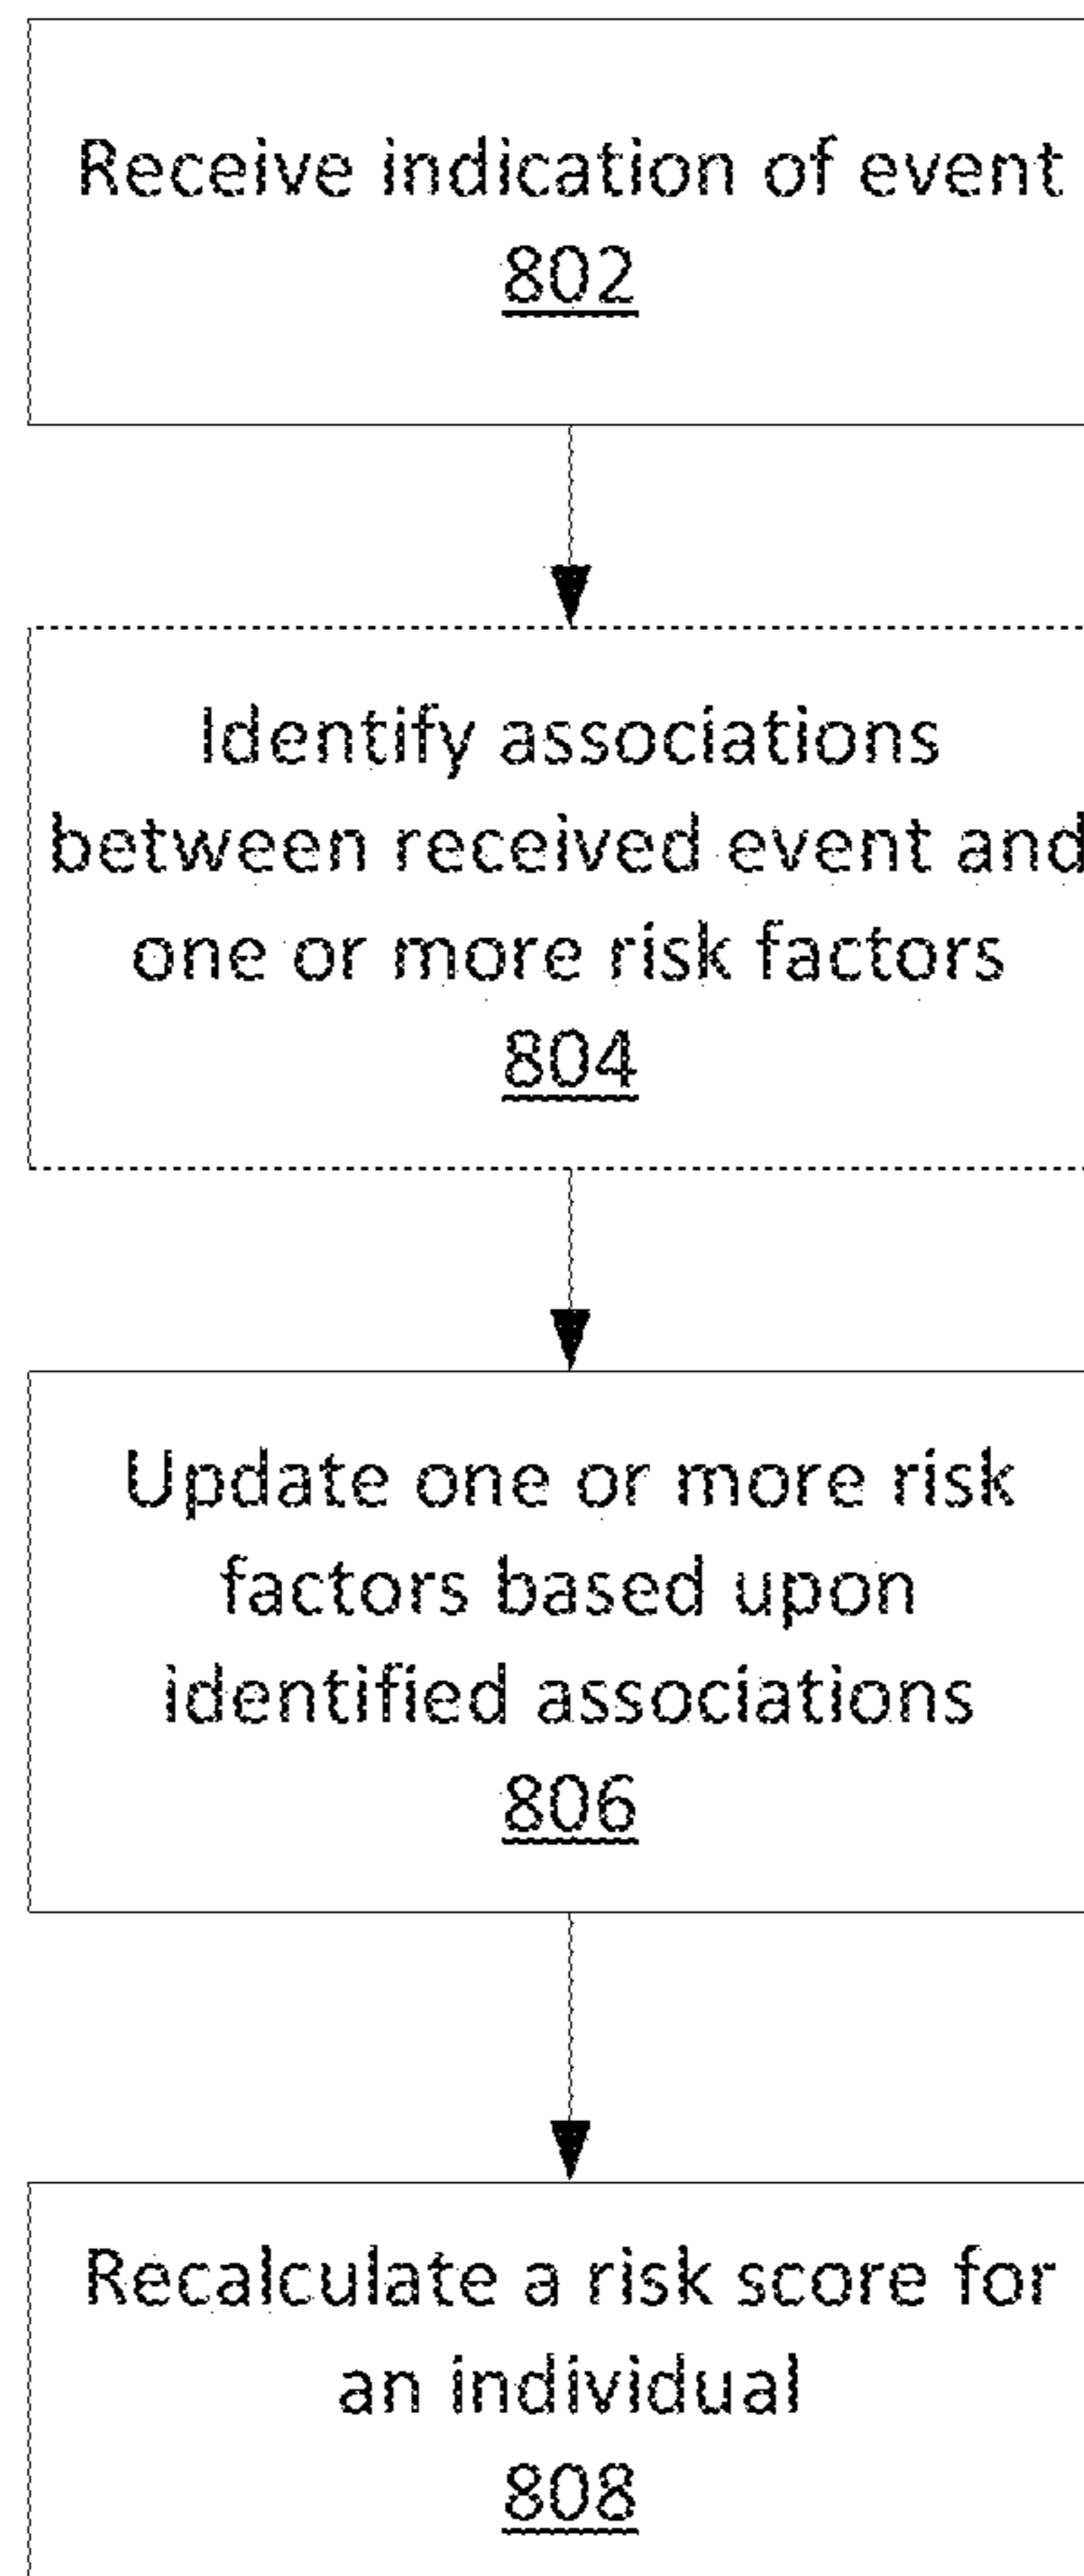 Receive indication of event
802
Identify associations
between received event and
one or more risk factors
804
Update one or more risk
factors based upon
identified associations
806
Recalculate a risk score for
an individual
808